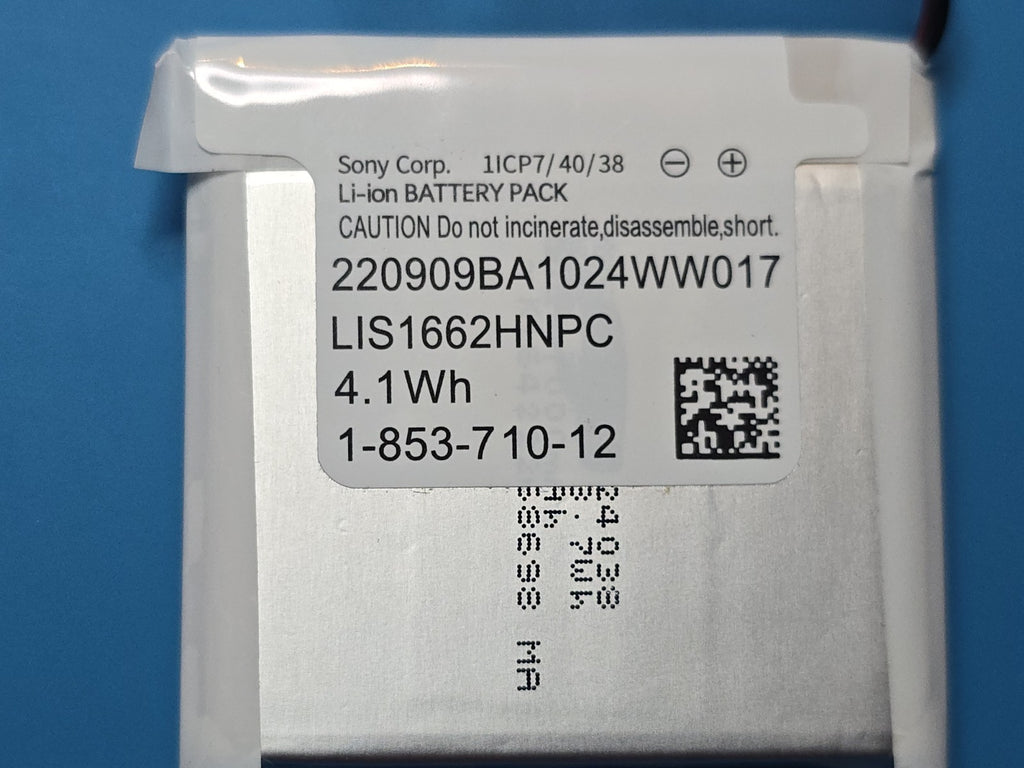 Sony Corp. 1ICP7/40/38 ⊖ ⊕
Li-ion BATTERY PACK
CAUTION Do not incinerate,disassemble,short.
220909BA1024WW017
LIS1662HNPC
4.1Wh
1-853-710-12
24038